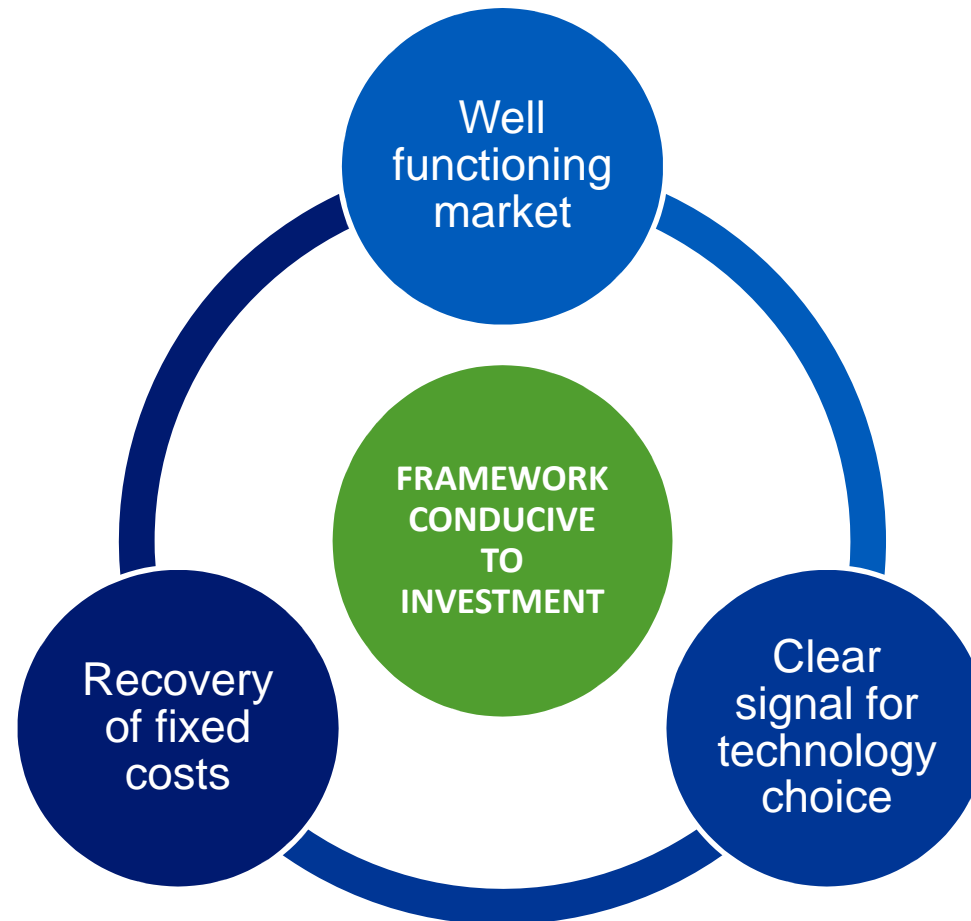 Well
functioning
market
FRAMEWORK
CONDUCIVE
TO
INVESTMENT
Recovery
of fixed
costs
Clear
signal for
technology
choice